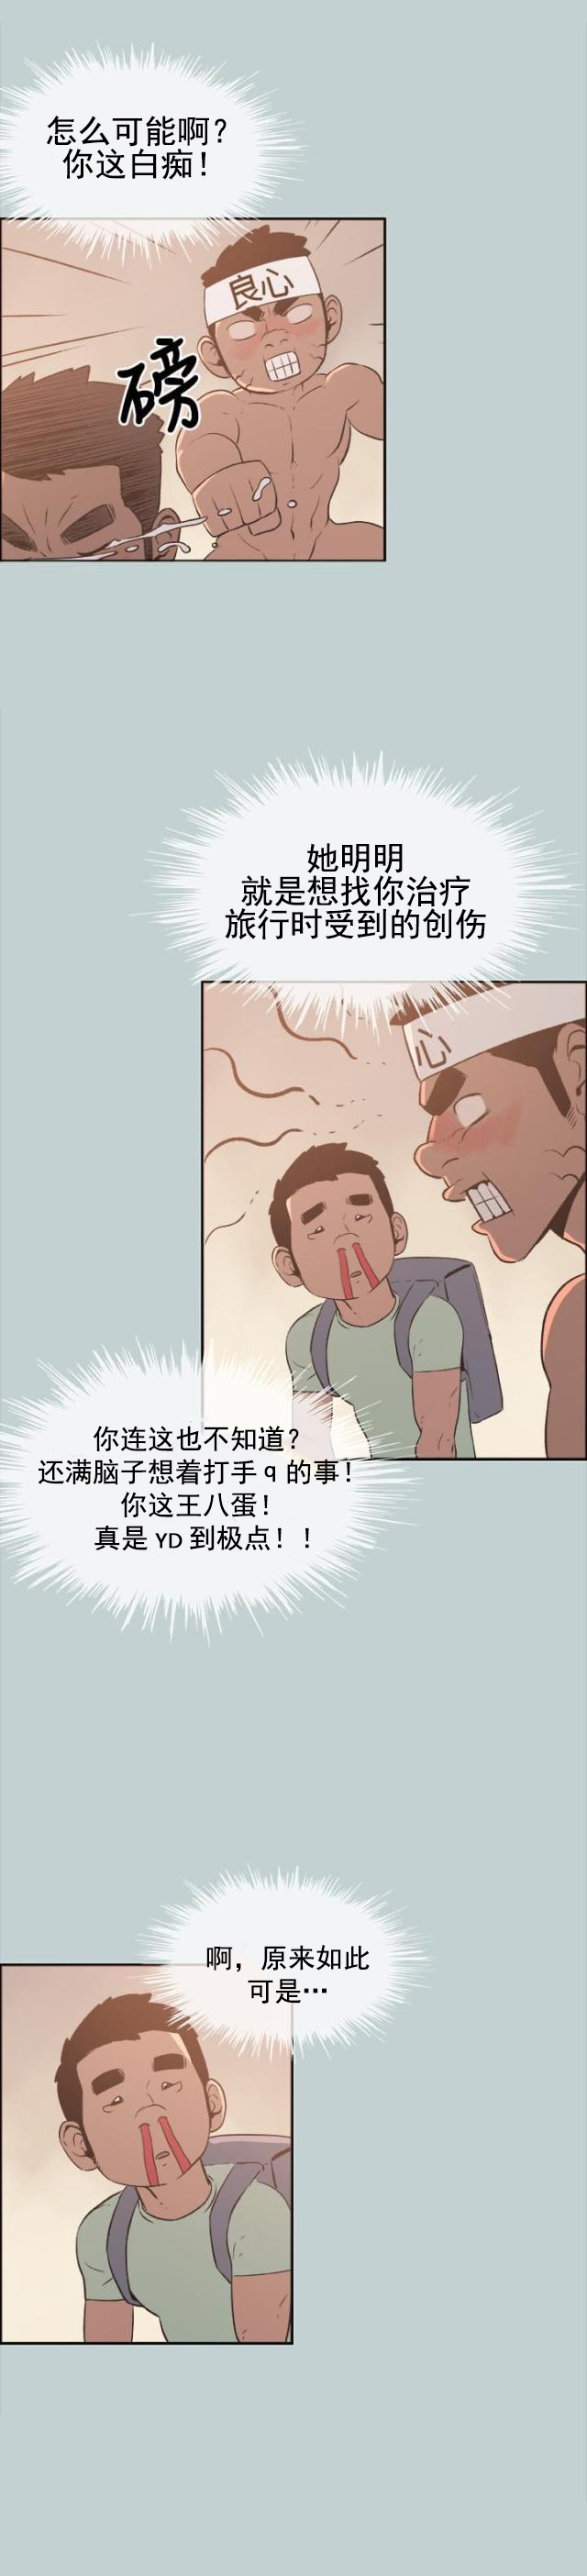 怎么可能啊？
你这白痴！
良心
磅
她明明
就是想找你治疗
旅行时受到的创伤
心
你连这也不知道？
还满脑子想着打手q的事！
你这王八蛋！
真是YD到极点！！
啊，原来如此
可是…